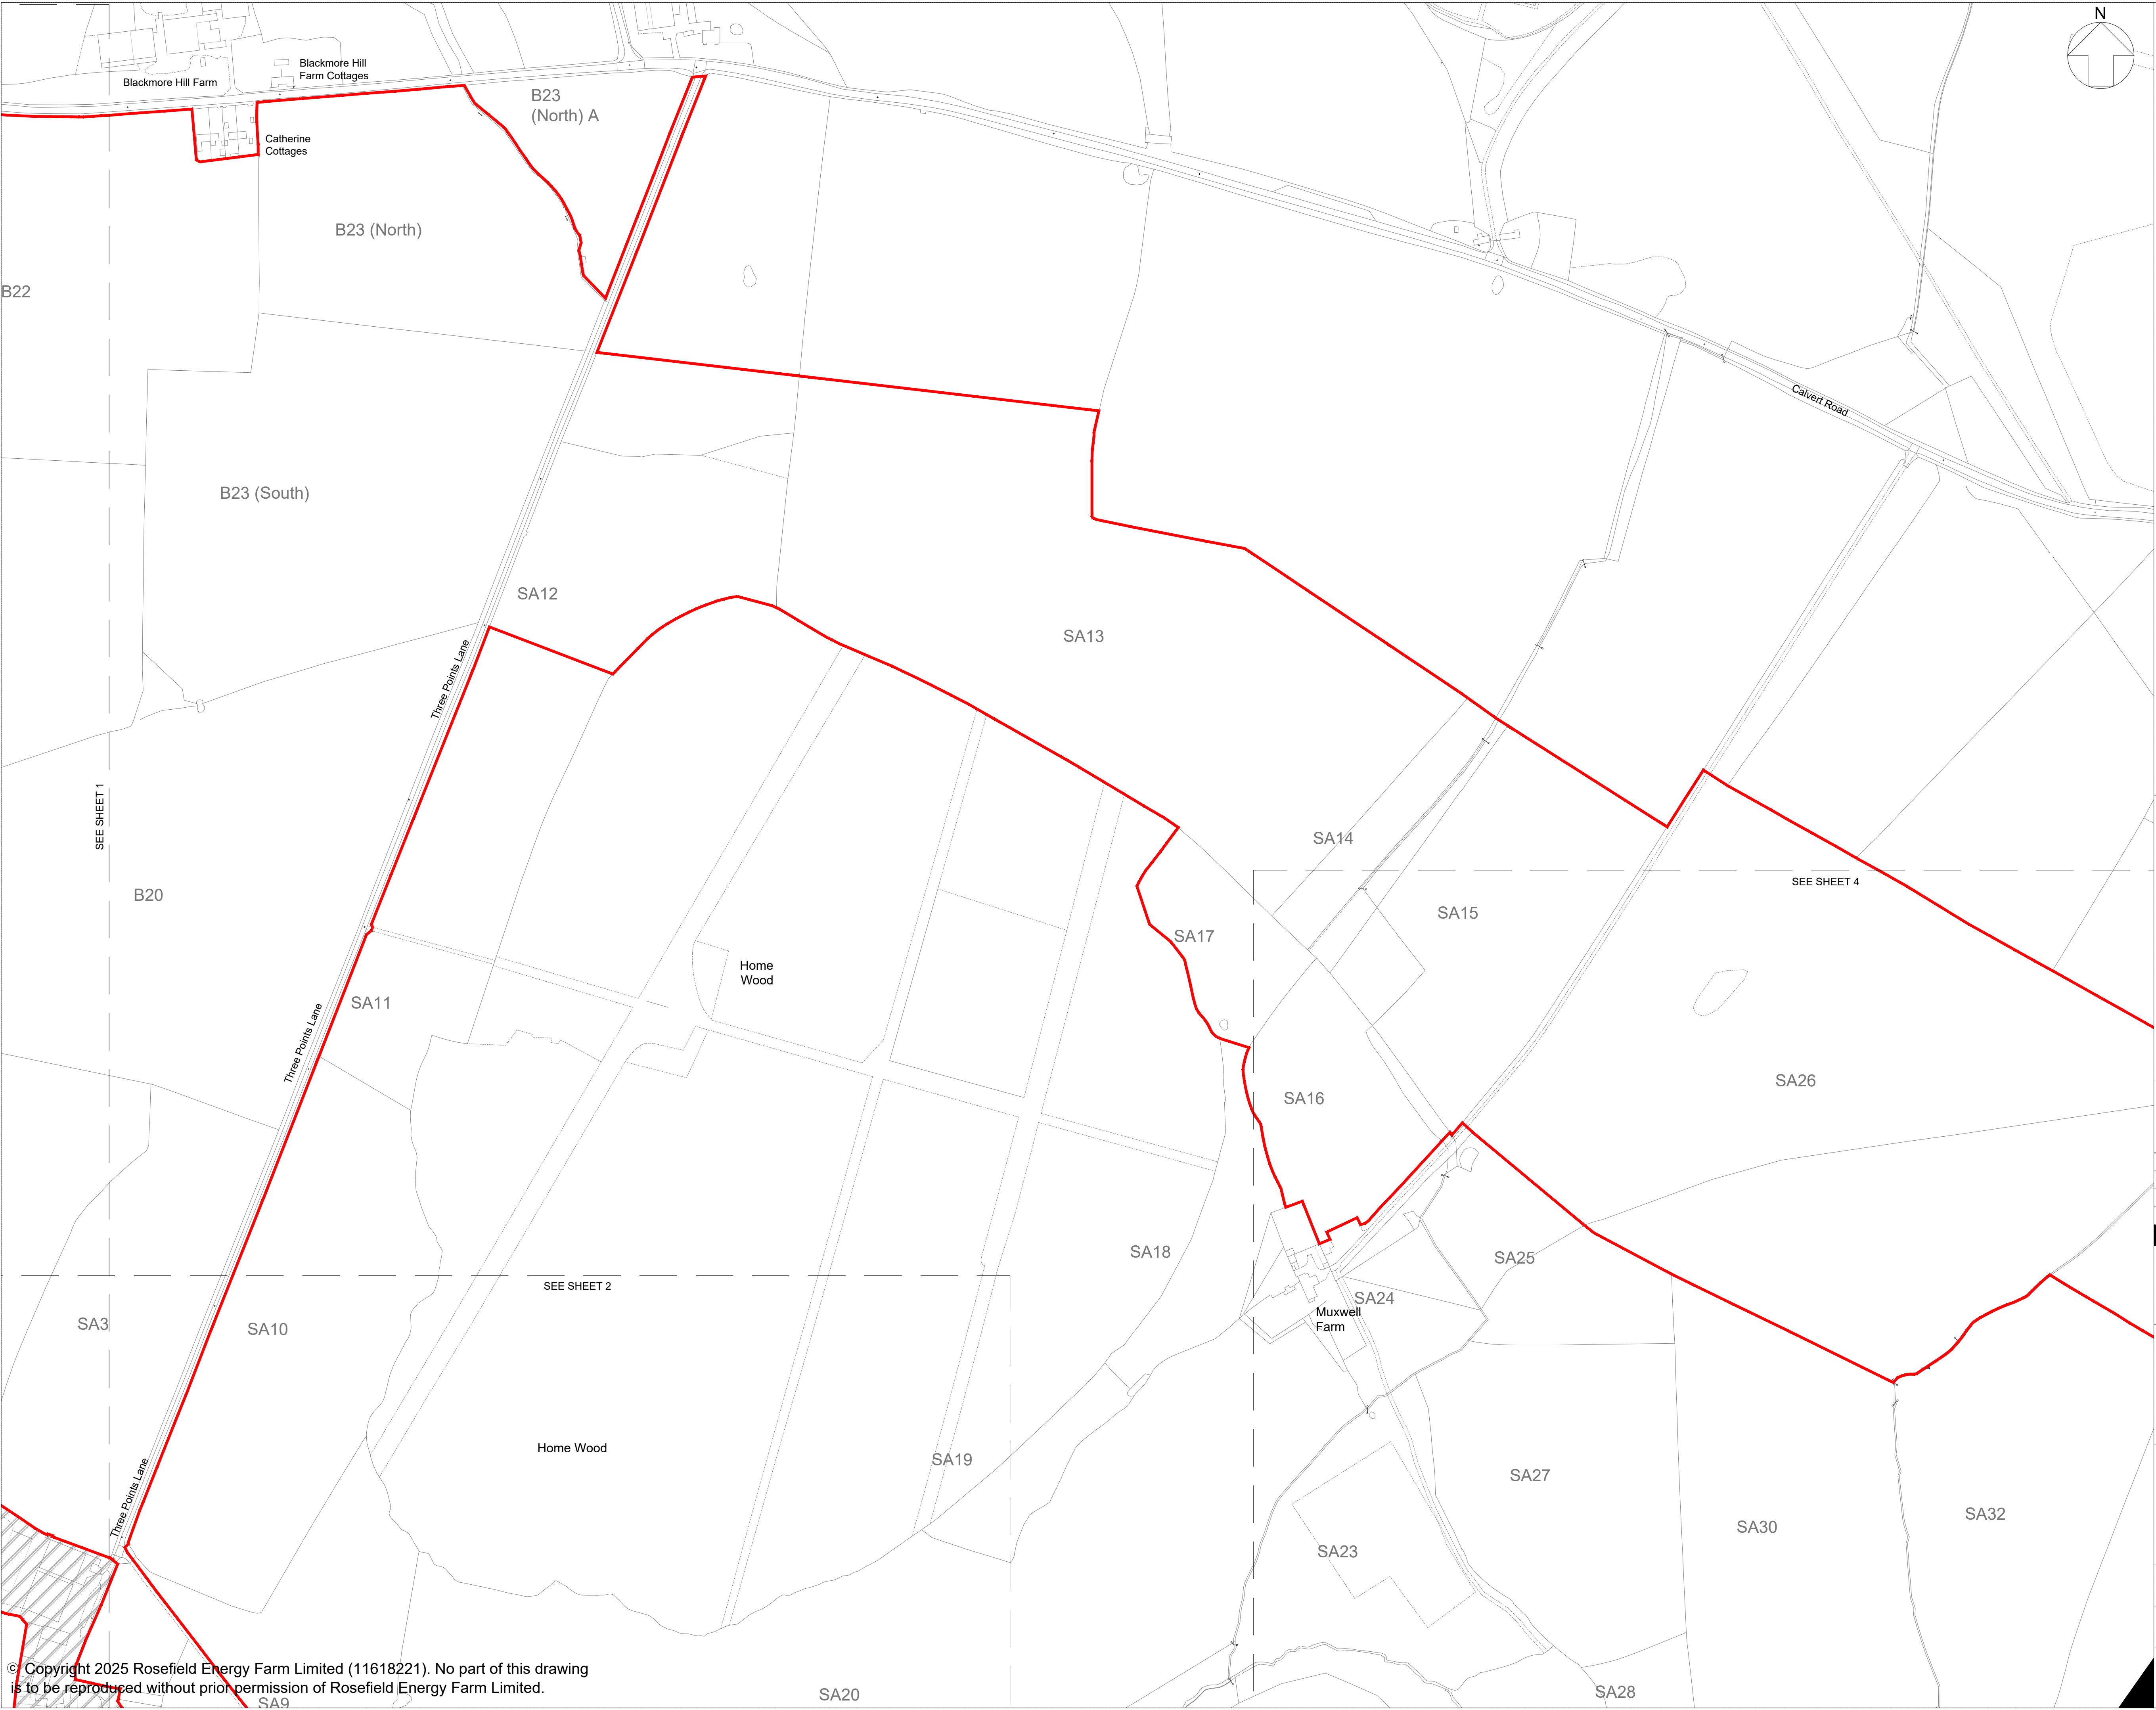 N
Blackmore Hill
Farm Cottages
Blackmore Hill Farm
B23
(North) A
Catherine
Cottages
B23 (North)
B22
Calvert Road
B23 (South)
SA12
SA13
Three Points Lane
SEE SHEET 1
SA14
SEE SHEET 4
B20
SA15
SA17
Home
Wood
SA11
Three Points Lane
SA26
SA16
SA18
SA25
SEE SHEET 2
SA24
Muxwell
Farm
SA3
SA10
Home Wood
SA19
SA27
Three Points Lane
SA32
SA30
SA23
© Copyright 2025 Rosefield Energy Farm Limited (11618221). No part of this drawing
is to be reproduced without prior permission of Rosefield Energy Farm Limited.
SA9
SA20
SA28